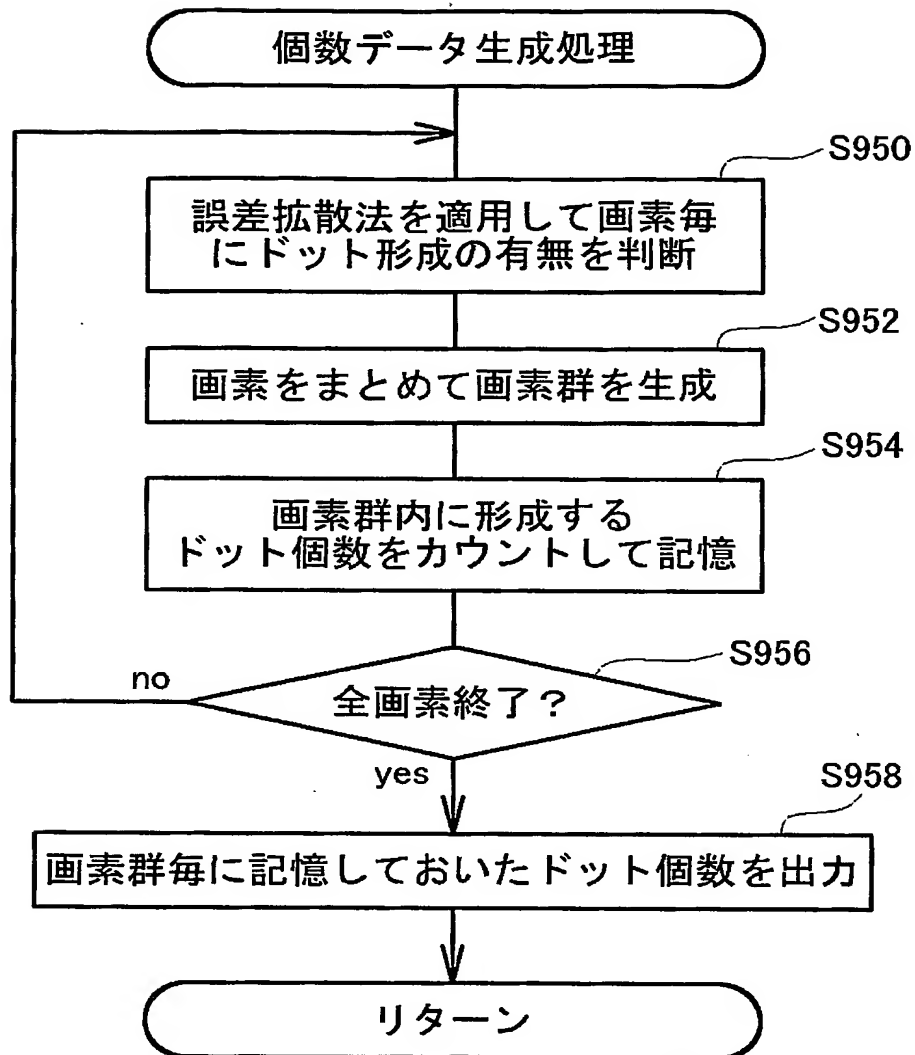 個数データ生成処理
S950
誤差拡散法を適用して画素毎
にドット形成の有無を判断
S952
画素をまとめて画素群を生成
S954
画素群内に形成する
ドット個数をカウントして記憶
S956
no
全画素終了？
yes
S958
画素群毎に記憶しておいたドット個数を出力
リターン